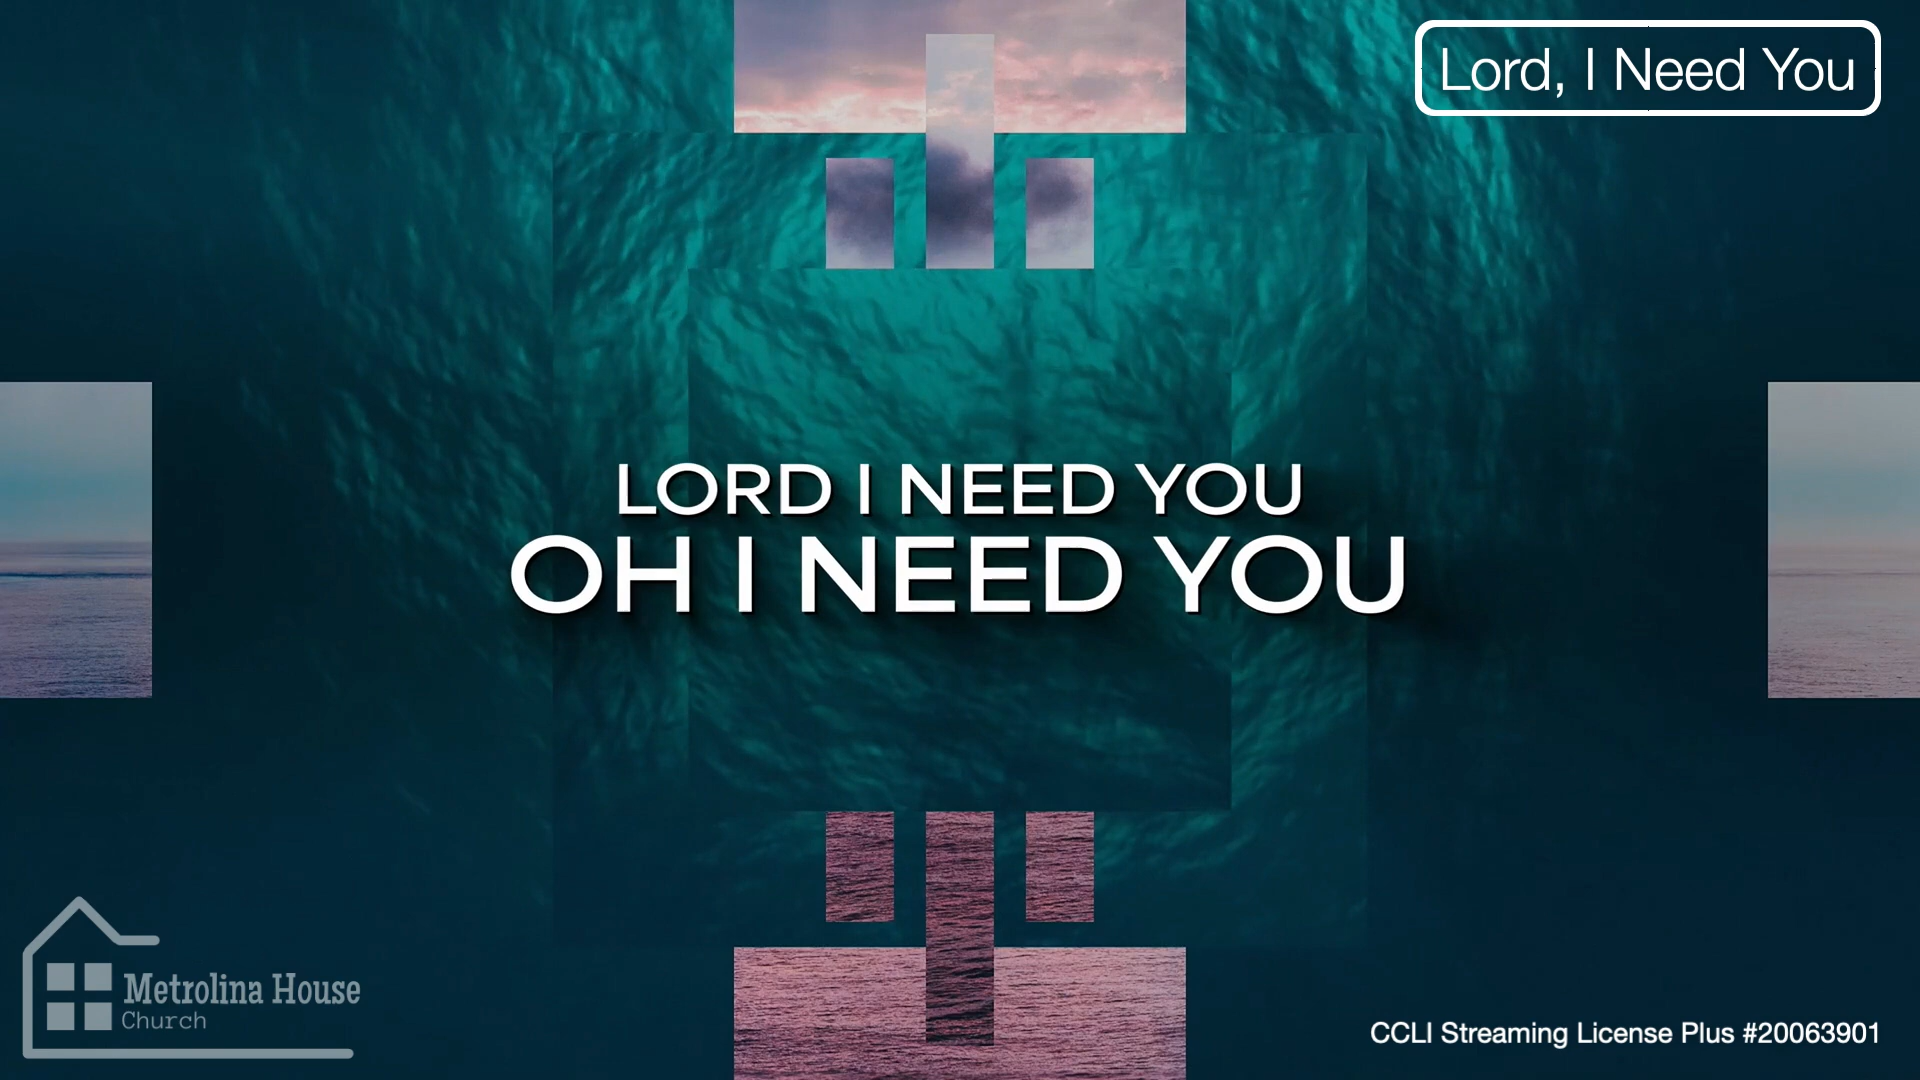 Lord, I Need You
LORD I NEED YOU
OH I NEED YOU
Metrolina House
Church
CCLI Streaming License Plus #20063901